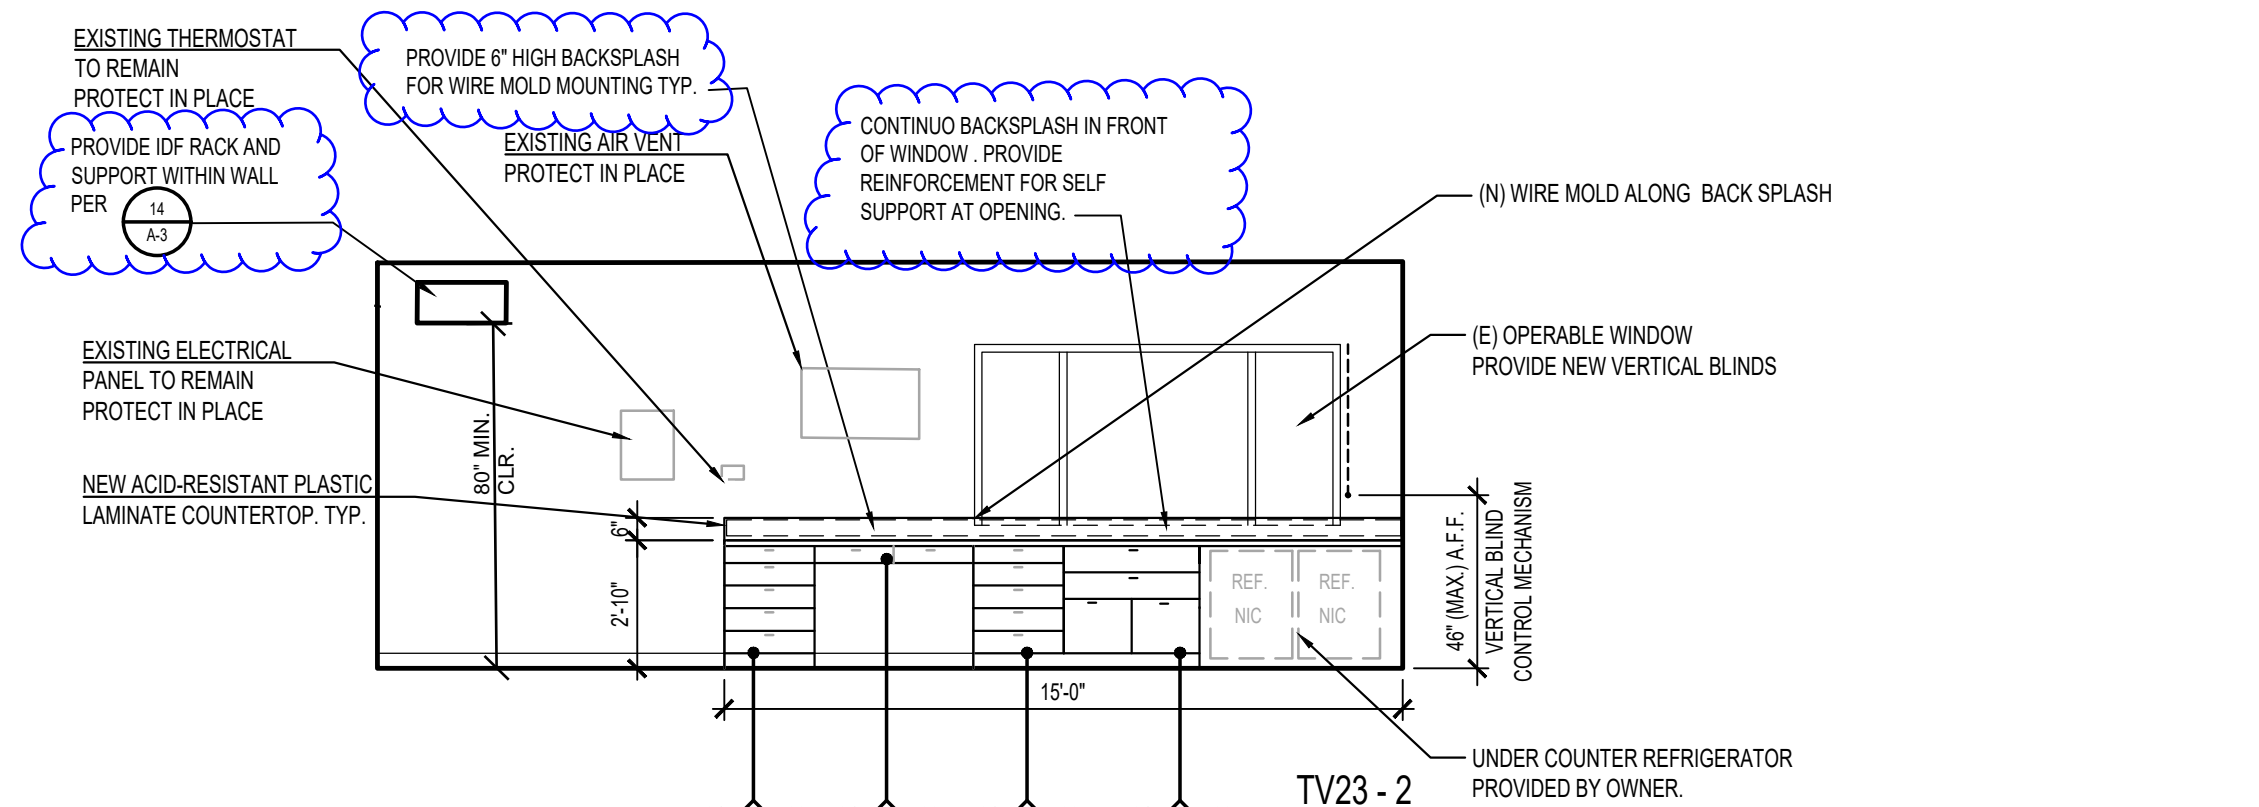 EXISTING THERMOSTAT
TO REMAIN
PROTECT IN PLACE
PROVIDE 6" HIGH BACKSPLASH
FOR WIRE MOLD MOUNTING TYP.
PROVIDE IDF RACK AND
SUPPORT WITHIN WALL
PER
14
A-3
EXISTING AIR VENT
PROTECT IN PLACE
CONTINUO BACKSPLASH IN FRONT
OF WINDOW . PROVIDE
REINFORCEMENT FOR SELF
SUPPORT AT OPENING.
(N) WIRE MOLD ALONG BACK SPLASH
(E) OPERABLE WINDOW
PROVIDE NEW VERTICAL BLINDS
EXISTING ELECTRICAL
PANEL TO REMAIN
PROTECT IN PLACE
NEW ACID-RESISTANT PLASTIC
LAMINATE COUNTERTOP. TYP.
80" MIN.
CLR.
6"
2'-10"
REF.
NIC
REF.
NIC
46" (MAX.) A.F.F.
VERTICAL BLIND
CONTROL MECHANISM
15'-0"
UNDER COUNTER REFRIGERATOR
PROVIDED BY OWNER.
TV23 - 2